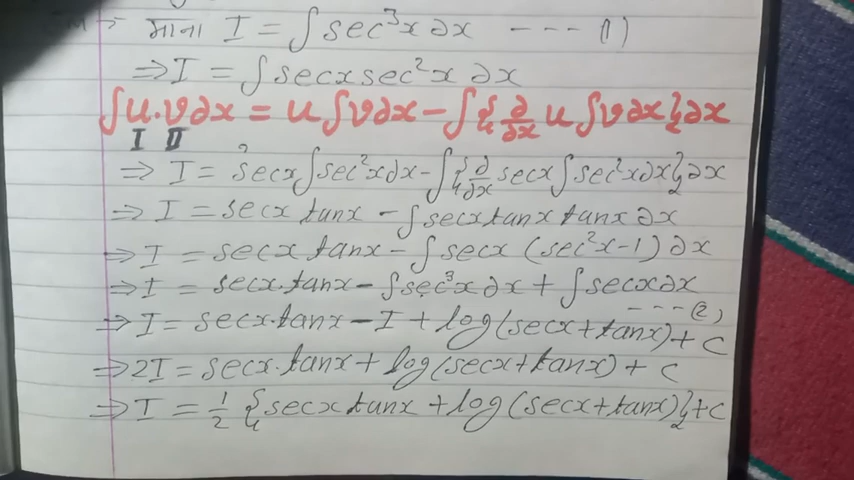 माना I = ∫sec³x ∂x ---- (1)
⇒ I = ∫secx sec²x ∂x
∫u.v∂x = u∫v∂x - ∫{∂/∂x u∫v∂x}∂x
I II
⇒ I = secx∫sec²x dx - ∫{∂/∂x secx∫sec²x∂x}∂x
⇒ I = secx tanx - ∫secx tanx tanx ∂x
⇒ I = secx tanx - ∫secx (sec²x-1) ∂x
⇒ I = secx.tanx - ∫sec³x ∂x + ∫secx∂x
---(2)
⇒ I = secx.tanx - I + log(secx+tanx) + c
⇒ 2I = secx.tanx + log(secx+tanx) + c
⇒ I = 1/2 {secx tanx + log(secx+tanx)}+c